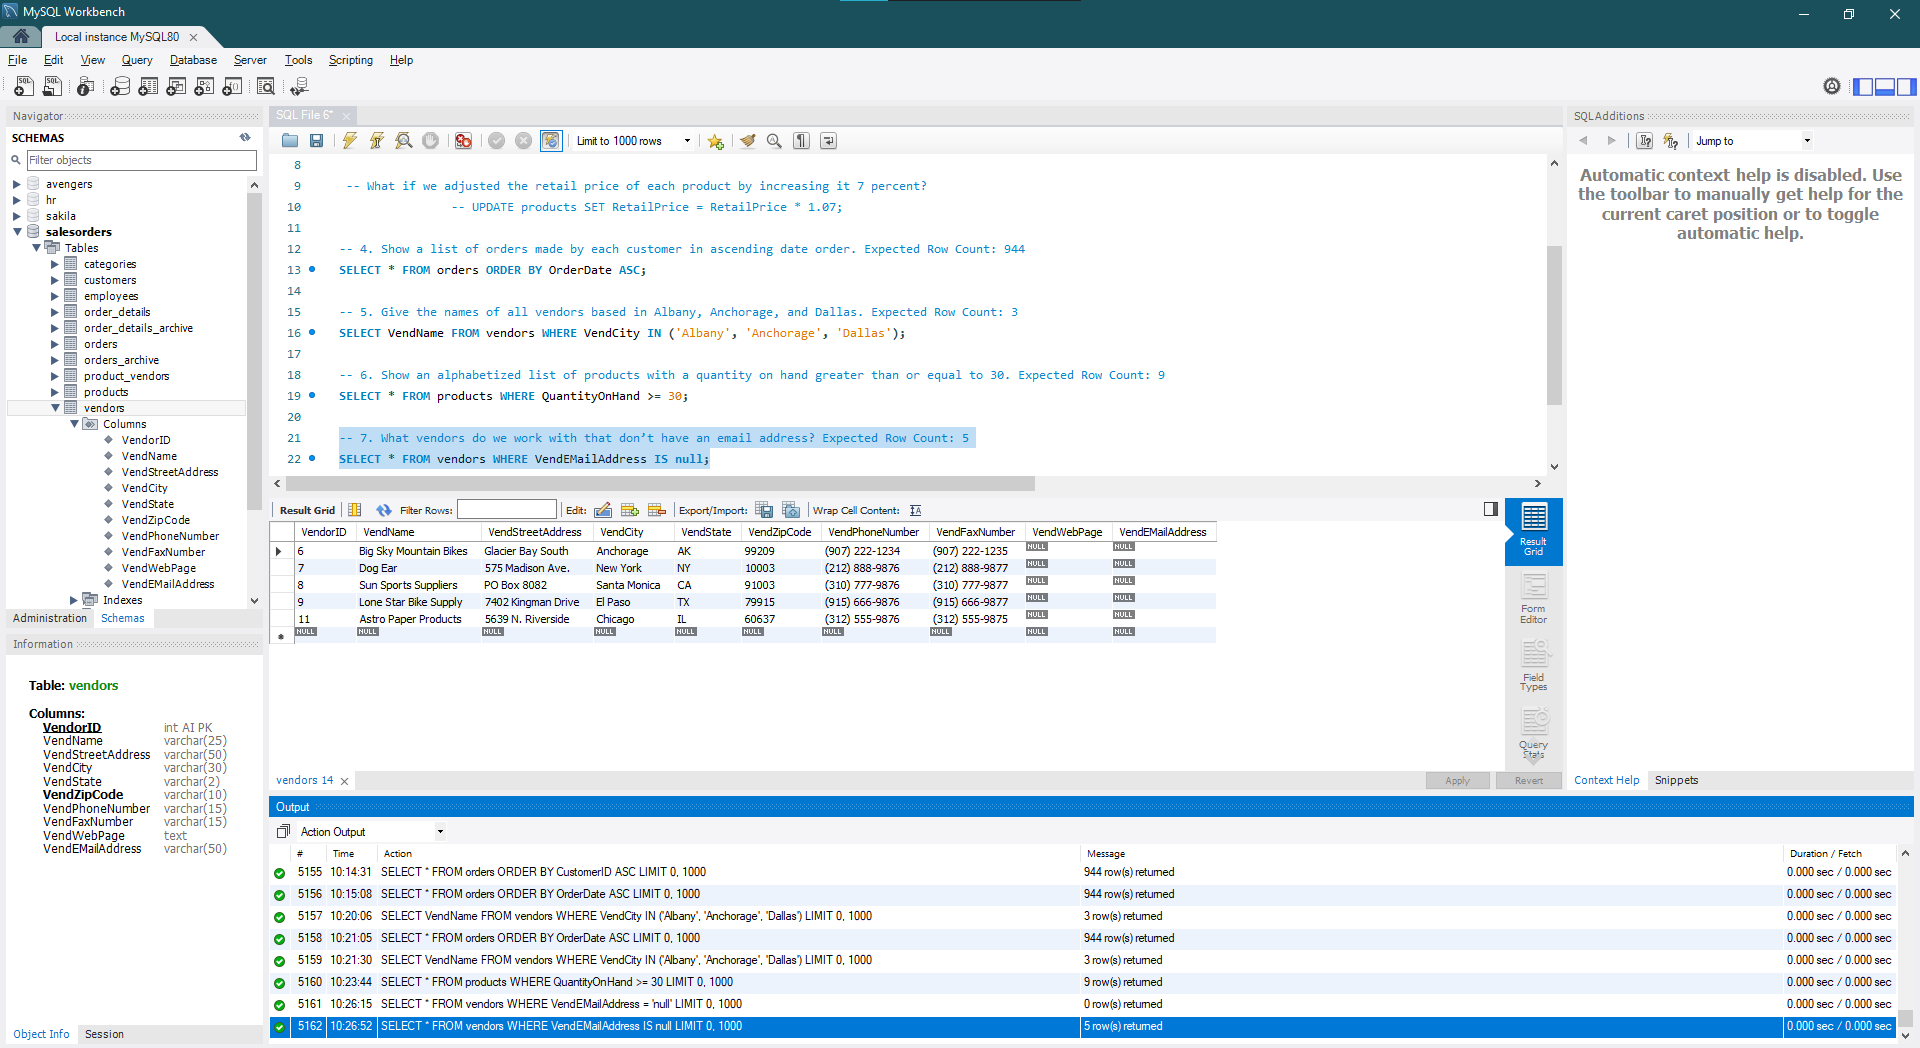 MySQL Workbench
Local instance MySQL80
File Edit View Query Database Server Tools Scripting Help
Navigator
SCHEMAS
Filter objects
avengers
hr
sakila
salesorders
Tables
categories
customers
employees
order_details
order_details_archive
orders
orders_archive
product_vendors
products
vendors
Columns
VendorID
VendName
VendStreetAddress
VendCity
VendState
VendZipCode
VendPhoneNumber
VendFaxNumber
VendWebPage
VendEMailAddress
Indexes
Administration Schemas
Information
Table: vendors
Columns:
VendorID int AI PK
VendName varchar(25)
VendStreetAddress varchar(50)
VendCity varchar(30)
VendState varchar(2)
VendZipCode varchar(10)
VendPhoneNumber varchar(15)
VendFaxNumber varchar(15)
VendWebPage text
VendEMailAddress varchar(50)
Object Info Session
SQL File 6*
Limit to 1000 rows
8
9 -- What if we adjusted the retail price of each product by increasing it 7 percent?
10 -- UPDATE products SET RetailPrice = RetailPrice * 1.07;
11
12 -- 4. Show a list of orders made by each customer in ascending date order. Expected Row Count: 944
13 SELECT * FROM orders ORDER BY OrderDate ASC;
14
15 -- 5. Give the names of all vendors based in Albany, Anchorage, and Dallas. Expected Row Count: 3
16 SELECT VendName FROM vendors WHERE VendCity IN ('Albany', 'Anchorage', 'Dallas');
17
18 -- 6. Show an alphabetized list of products with a quantity on hand greater than or equal to 30. Expected Row Count: 9
19 SELECT * FROM products WHERE QuantityOnHand >= 30;
20
21 -- 7. What vendors do we work with that don’t have an email address? Expected Row Count: 5
22 SELECT * FROM vendors WHERE VendEMailAddress IS null;
Result Grid Filter Rows: Edit: Export/Import: Wrap Cell Content:
VendorID VendName VendStreetAddress VendCity VendState VendZipCode VendPhoneNumber VendFaxNumber VendWebPage VendEMailAddress
6 Big Sky Mountain Bikes Glacier Bay South Anchorage AK 99209 (907) 222-1234 (907) 222-1235 NULL NULL
7 Dog Ear 575 Madison Ave. New York NY 10003 (212) 888-9876 (212) 888-9877 NULL NULL
8 Sun Sports Suppliers PO Box 8082 Santa Monica CA 91003 (310) 777-9876 (310) 777-9877 NULL NULL
9 Lone Star Bike Supply 7402 Kingman Drive El Paso TX 79915 (915) 666-9876 (915) 666-9877 NULL NULL
11 Astro Paper Products 5639 N. Riverside Chicago IL 60637 (312) 555-9876 (312) 555-9875 NULL NULL
NULL NULL NULL NULL NULL NULL NULL NULL NULL NULL
Result Grid
Form Editor
Field Types
Query Stats
vendors 14
Apply Revert
SQLAdditions
Jump to
Automatic context help is disabled. Use
the toolbar to manually get help for the
current caret position or to toggle
automatic help.
Context Help Snippets
Output
Action Output
# Time Action Message Duration / Fetch
5155 10:14:31 SELECT * FROM orders ORDER BY CustomerID ASC LIMIT 0, 1000 944 row(s) returned 0.000 sec / 0.000 sec
5156 10:15:08 SELECT * FROM orders ORDER BY OrderDate ASC LIMIT 0, 1000 944 row(s) returned 0.000 sec / 0.000 sec
5157 10:20:06 SELECT VendName FROM vendors WHERE VendCity IN ('Albany', 'Anchorage', 'Dallas') LIMIT 0, 1000 3 row(s) returned 0.000 sec / 0.000 sec
5158 10:21:05 SELECT * FROM orders ORDER BY OrderDate ASC LIMIT 0, 1000 944 row(s) returned 0.000 sec / 0.000 sec
5159 10:21:30 SELECT VendName FROM vendors WHERE VendCity IN ('Albany', 'Anchorage', 'Dallas') LIMIT 0, 1000 3 row(s) returned 0.000 sec / 0.000 sec
5160 10:23:44 SELECT * FROM products WHERE QuantityOnHand >= 30 LIMIT 0, 1000 9 row(s) returned 0.000 sec / 0.000 sec
5161 10:26:15 SELECT * FROM vendors WHERE VendEMailAddress = 'null' LIMIT 0, 1000 0 row(s) returned 0.000 sec / 0.000 sec
5162 10:26:52 SELECT * FROM vendors WHERE VendEMailAddress IS null LIMIT 0, 1000 5 row(s) returned 0.000 sec / 0.000 sec